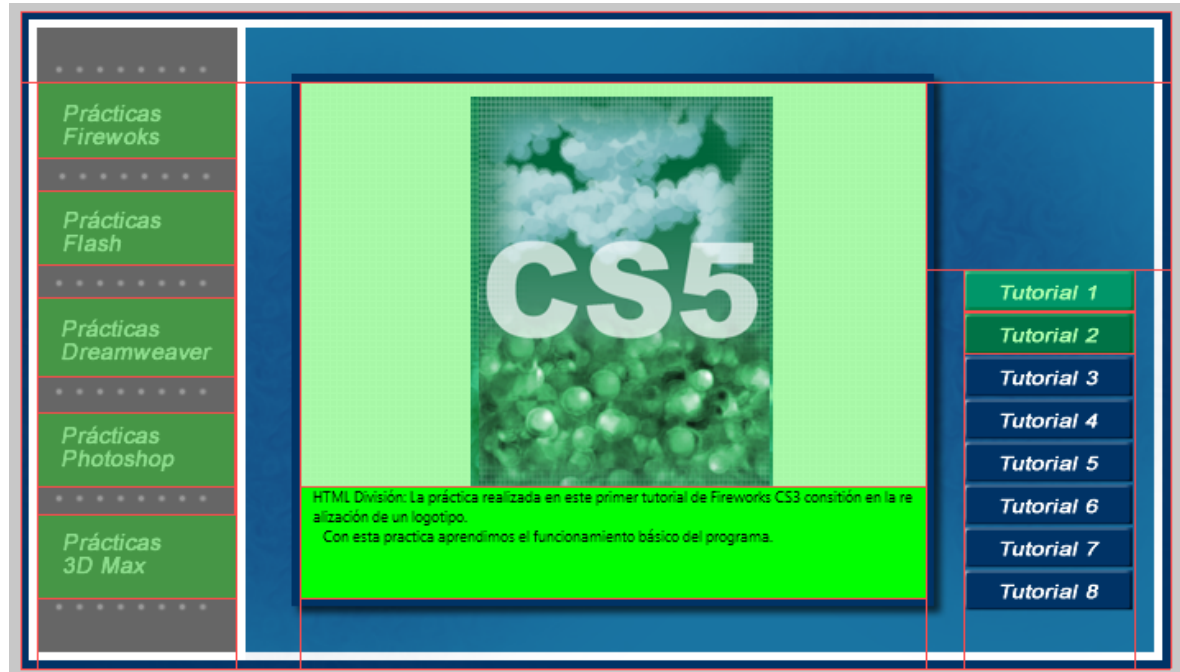 Prácticas
Firewoks
Prácticas
Flash
Prácticas
Dreamweaver
Prácticas
Photoshop
Prácticas
3D Max
CS5
HTML División: La práctica realizada en este primer tutorial de Fireworks CS3 consitión en la re
alización de un logotipo.
Con esta practica aprendimos el funcionamiento básico del programa.
Tutorial 1
Tutorial 2
Tutorial 3
Tutorial 4
Tutorial 5
Tutorial 6
Tutorial 7
Tutorial 8